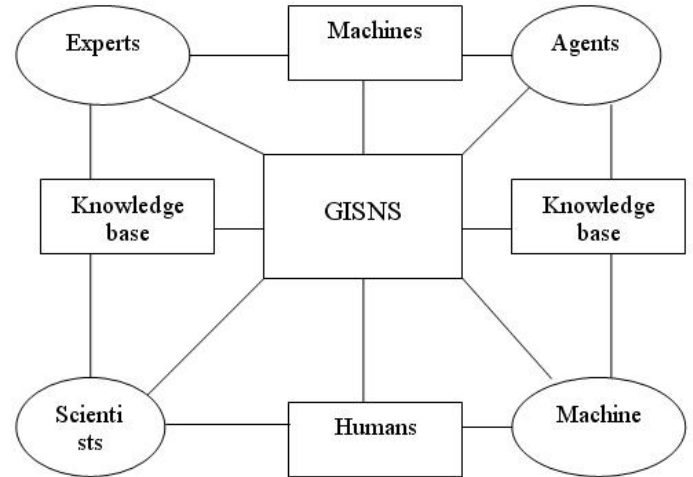 Experts
Machines
Agents
Knowledge
base
GISNS
Knowledge
base
Scienti
sts
Humans
Machine